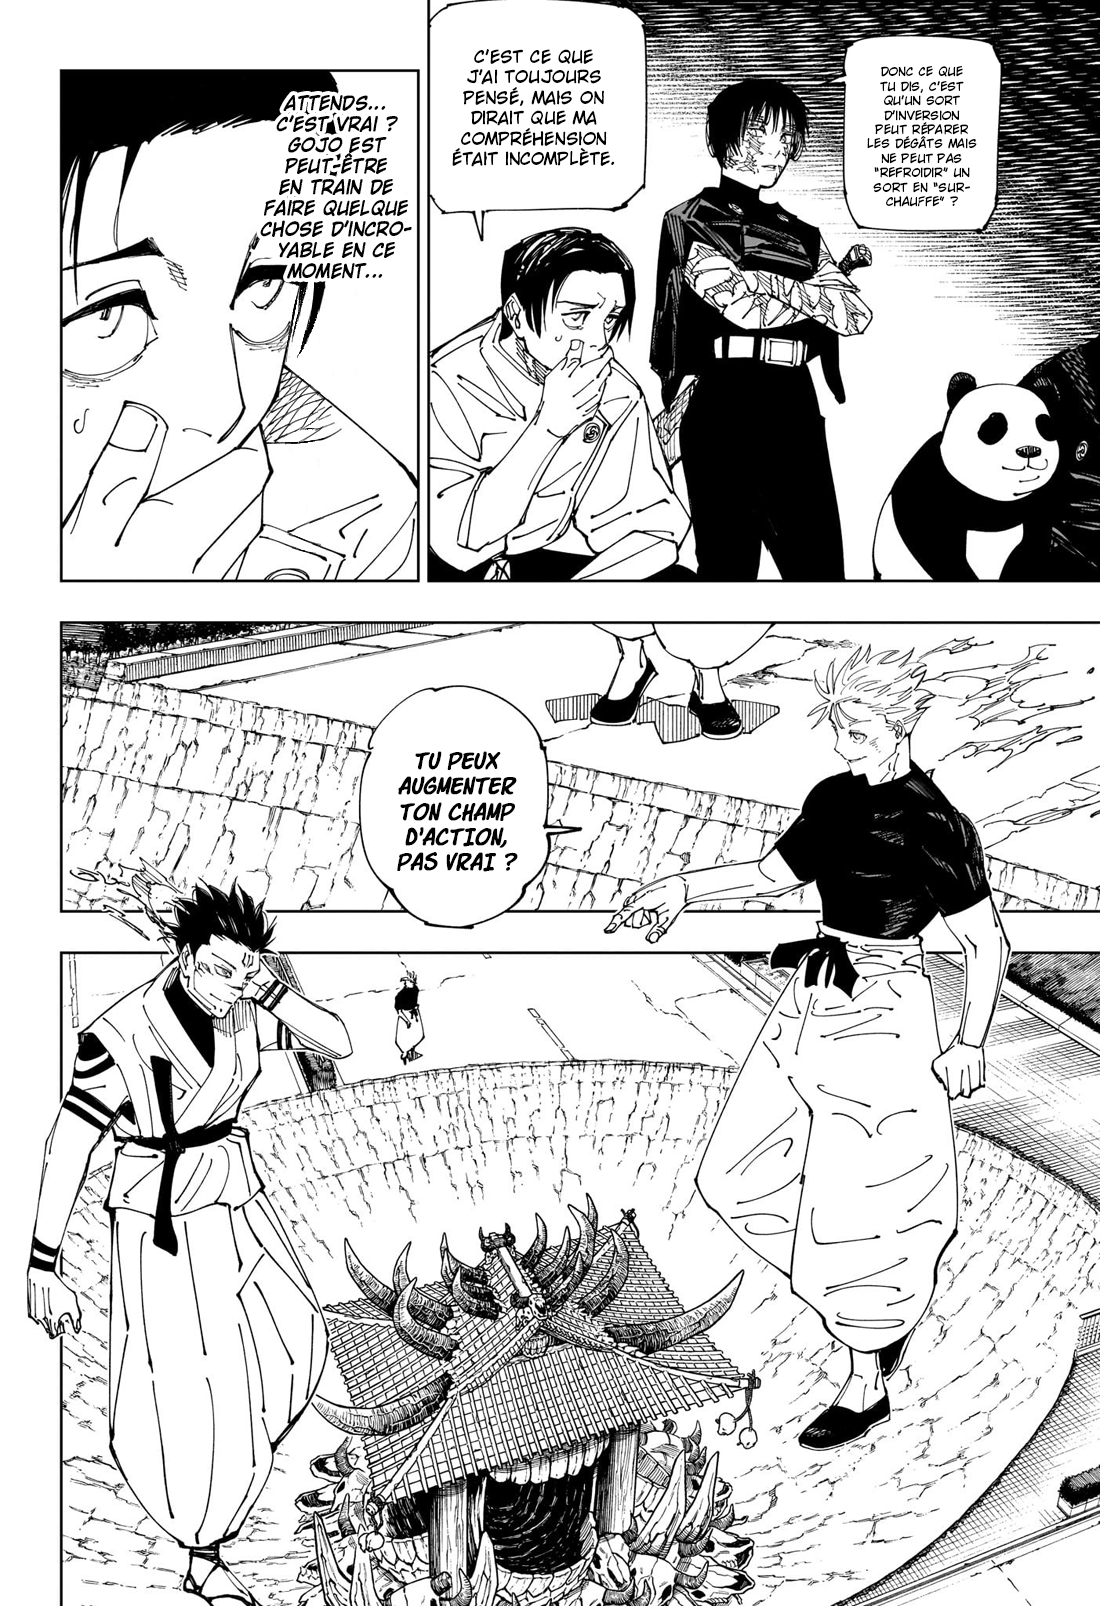 DONC CE QUE
TU DIS, C'EST
QU'UN SORT
D'INVERSION
PEUT RÉPARER
LES DÉGÂTS MAIS
NE PEUT PAS
"REFROIDIR" UN
SORT EN "SUR-
CHAUFFE" ?
C'EST CE QUE
J'AI TOUJOURS
PENSÉ, MAIS ON
DIRAIT QUE MA
COMPRÉHENSION
ÉTAIT INCOMPLÈTE.
ATTENDS...
C'EST VRAI ?
GOJO EST
PEUT-ÊTRE
EN TRAIN DE
FAIRE QUELQUE
CHOSE D'INCRO-
YABLE EN CE
MOMENT...
TU PEUX
AUGMENTER
TON CHAMP
D'ACTION,
PAS VRAI ?